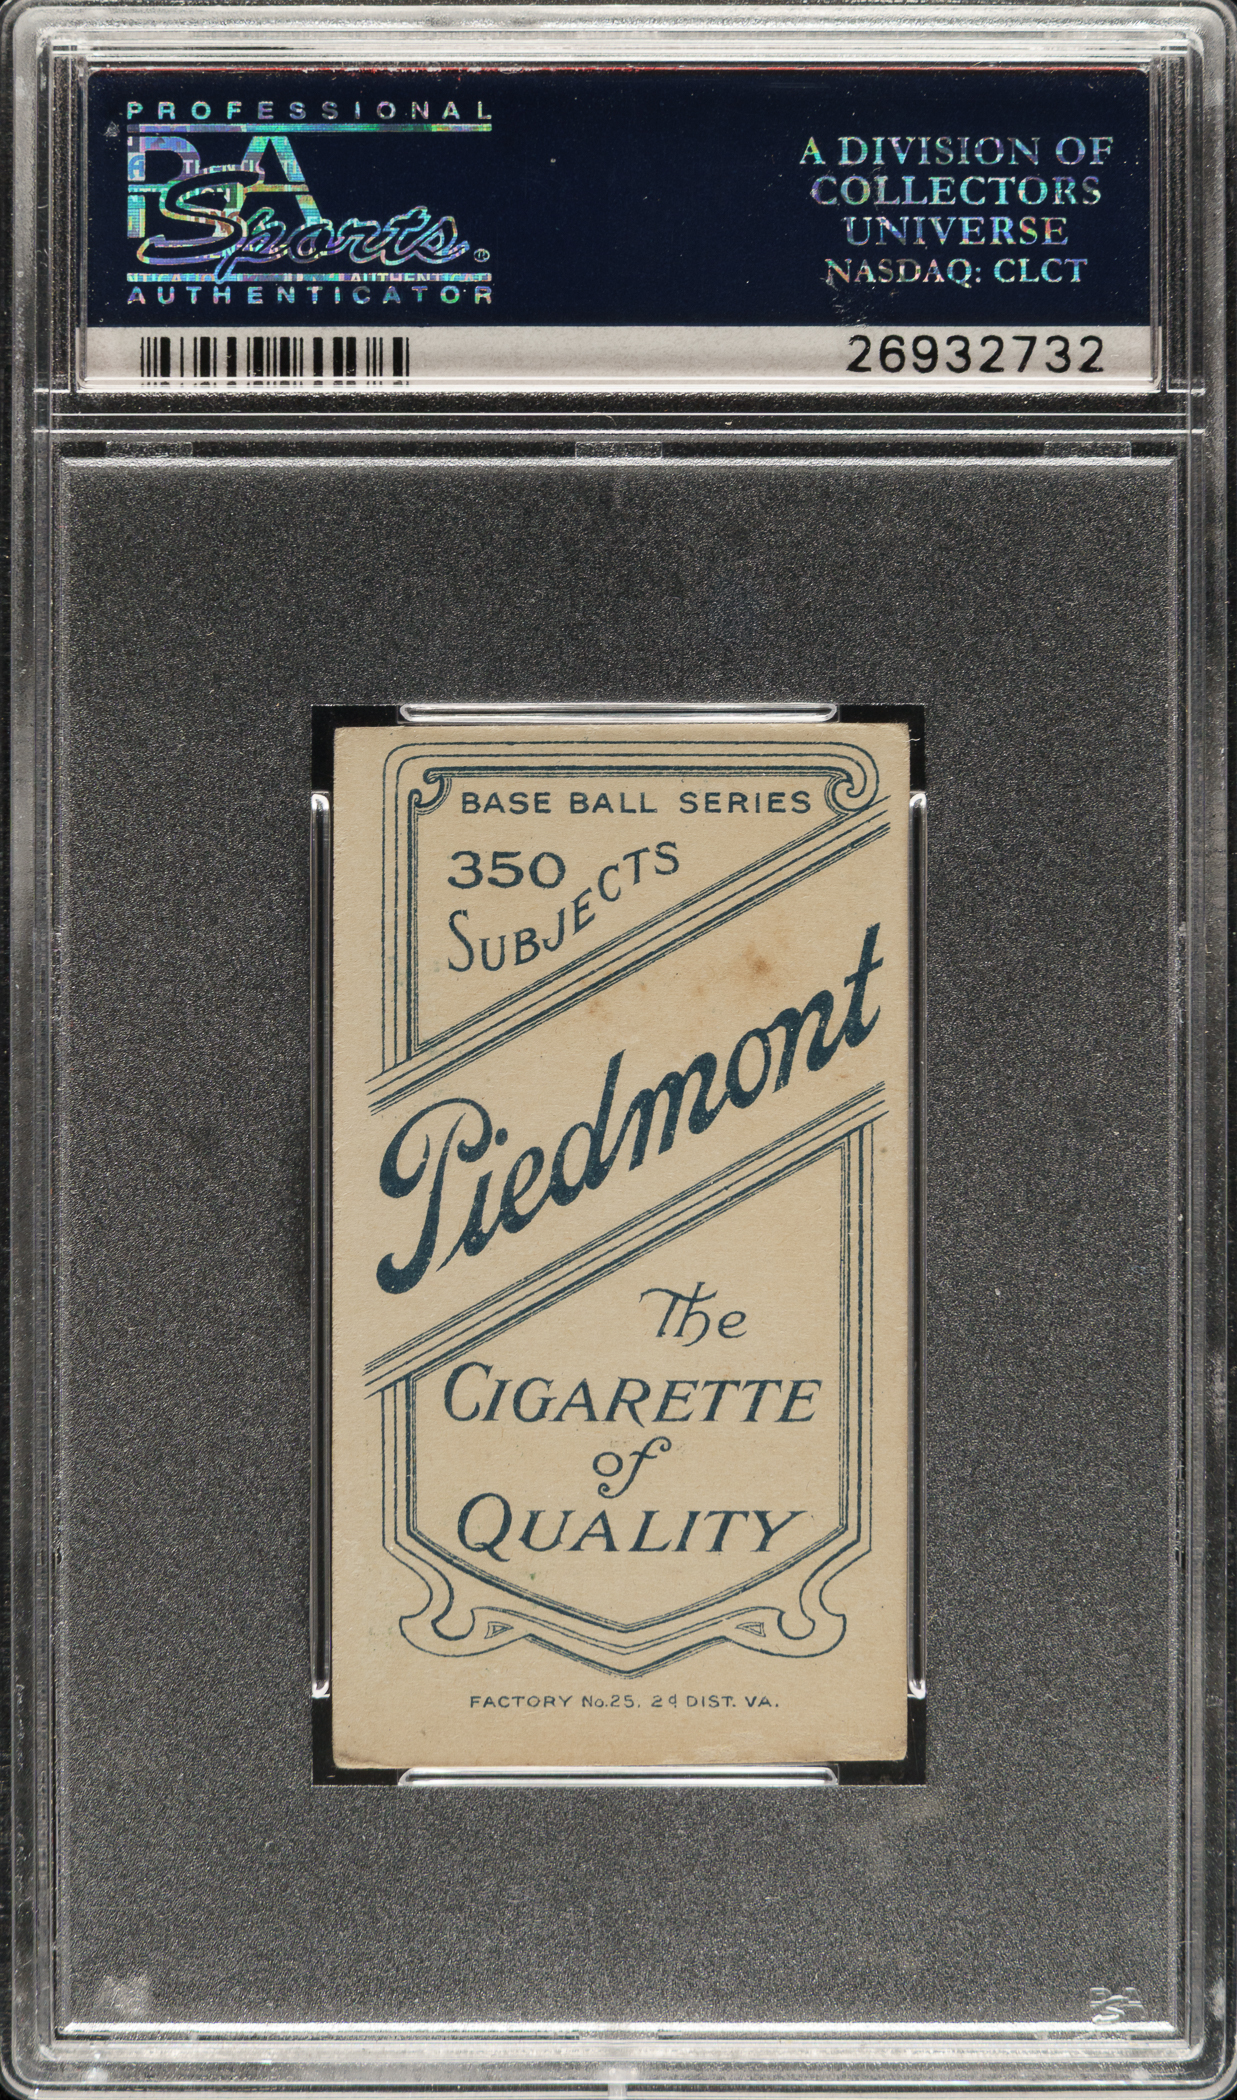 PROFESSIONAL
PSA
Sports®
AUTHENTICATOR
A DIVISION OF
COLLECTORS
UNIVERSE
NASDAQ: CLCT
26932732
BASE BALL SERIES
350
SUBJECTS
Piedmont
The
CIGARETTE
of
QUALITY
FACTORY No. 25. 2d DIST. VA.